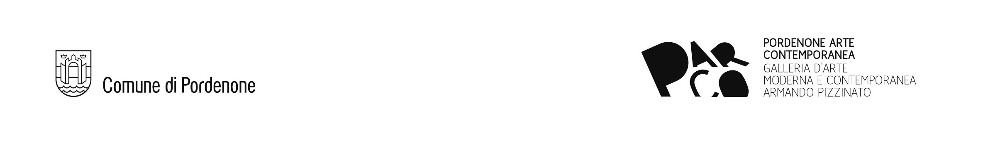 Comune di Pordenone
PARCO
PORDENONE ARTE
CONTEMPORANEA
GALLERIA D'ARTE
MODERNA E CONTEMPORANEA
ARMANDO PIZZINATO